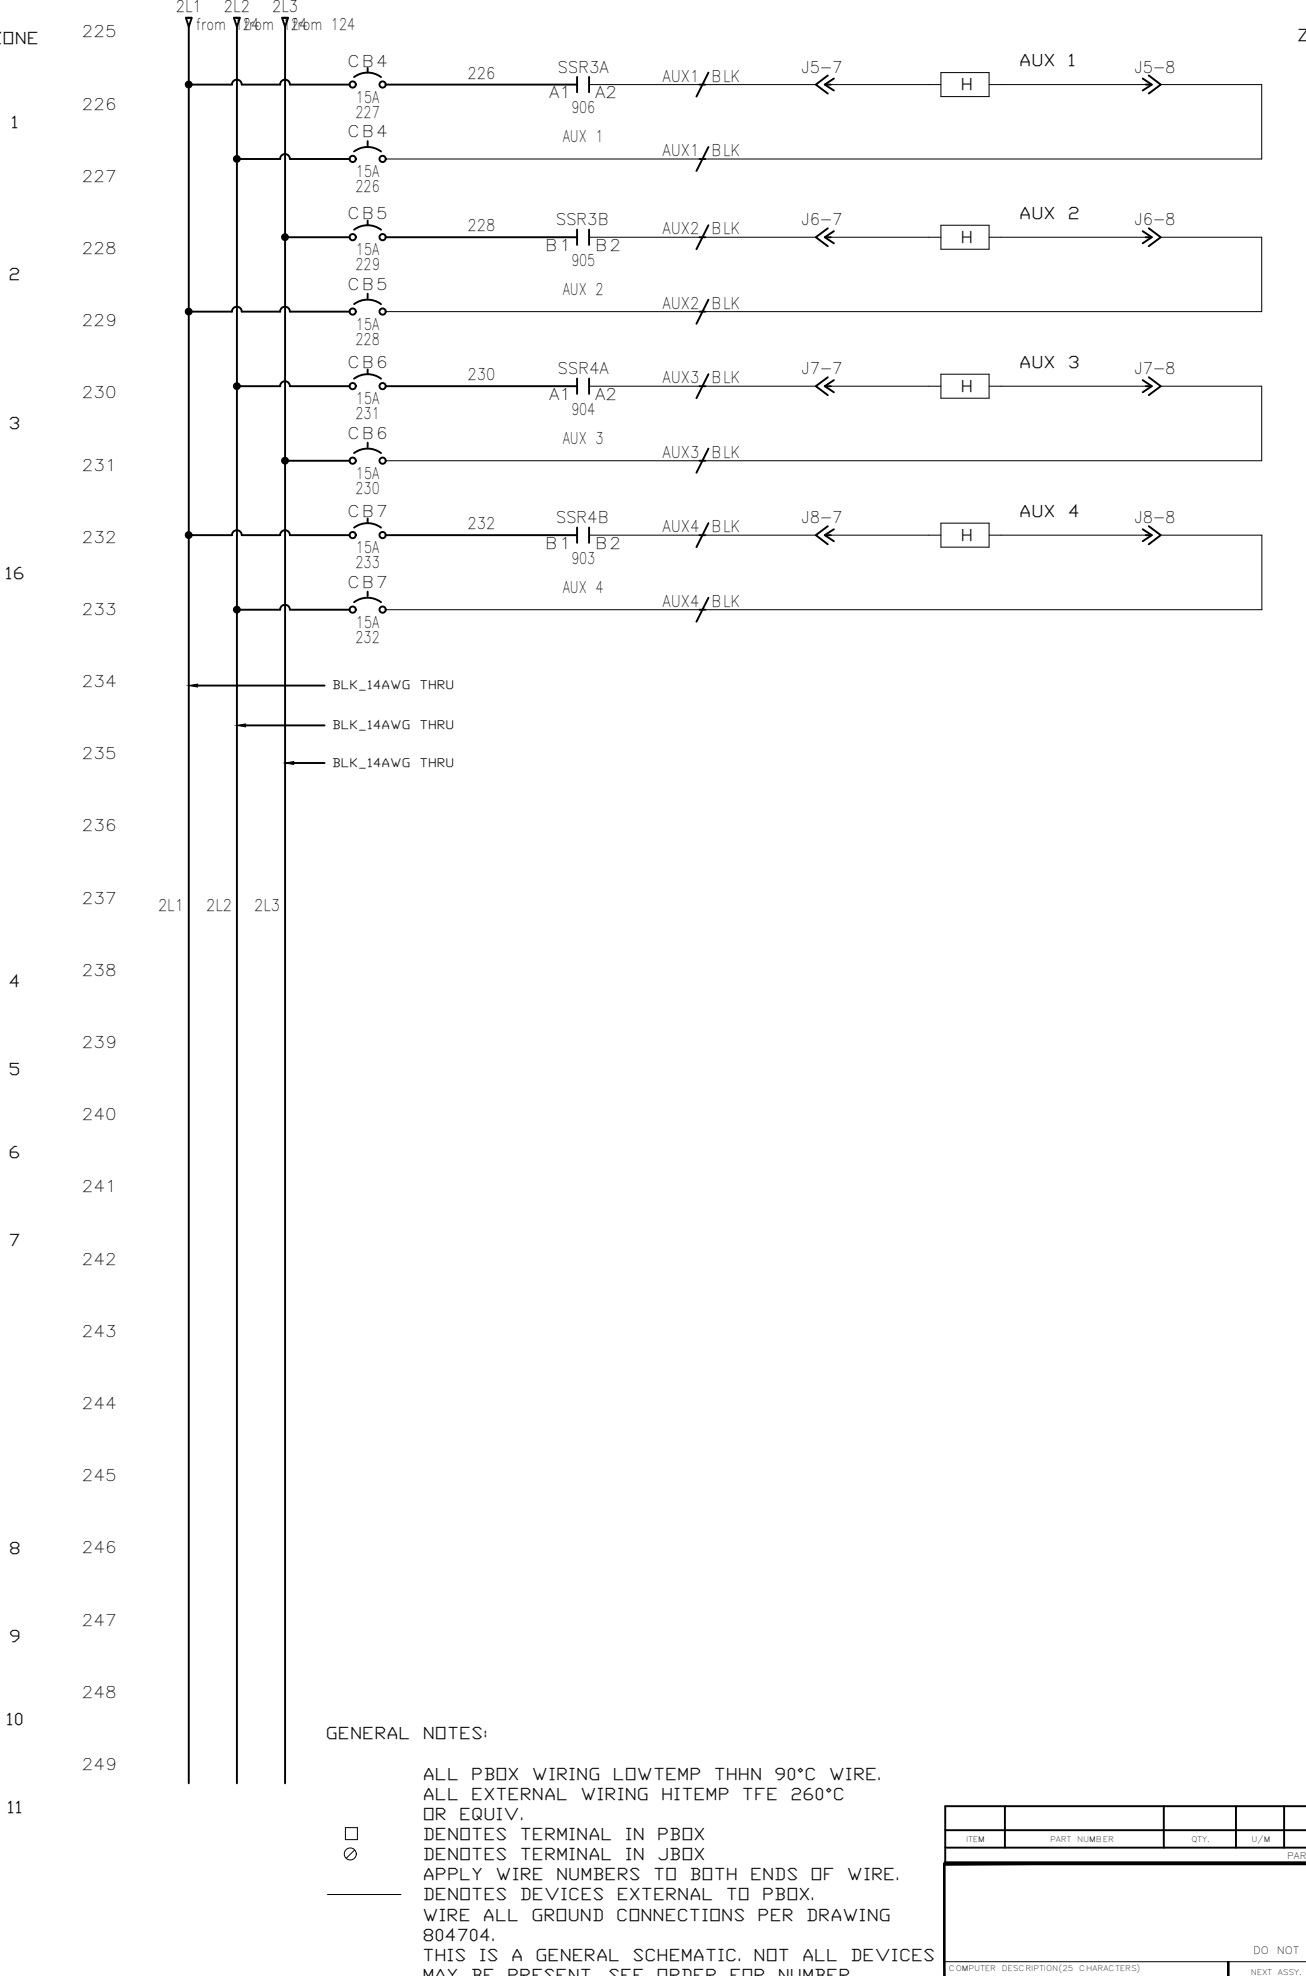 2L1 2L2 2L3
from 124 from 124 from 124
225
CB4 226 SSR3A AUX1 BLK J5-7 AUX 1 J5-8
A1 A2 H
15A 906
226
227
1
CB4 AUX 1 AUX1 BLK
15A
227
226
CB5 228 SSR3B AUX2 BLK J6-7 AUX 2 J6-8
B1 B2 H
228 15A 905
229
2
CB5 AUX 2 AUX2 BLK
229 15A
228
CB6 230 SSR4A AUX3 BLK J7-7 AUX 3 J7-8
A1 A2 H
230 15A 904
231
3
CB6 AUX 3 AUX3 BLK
231 15A
230
CB7 232 SSR4B AUX4 BLK J8-7 AUX 4 J8-8
B1 B2 H
232 15A 903
233
16
CB7 AUX 4 AUX4 BLK
233 15A
232
234 BLK_14AWG THRU
BLK_14AWG THRU
235 BLK_14AWG THRU
236
237 2L1 2L2 2L3
238
4
239
5
240
6
241
7
242
243
244
245
8 246
247
9
248
10
GENERAL NOTES:
249
ALL PBOX WIRING LOWTEMP THHN 90°C WIRE.
ALL EXTERNAL WIRING HITEMP TFE 260°C
11
OR EQUIV.
DENOTES TERMINAL IN PBOX
DENOTES TERMINAL IN JBOX
APPLY WIRE NUMBERS TO BOTH ENDS OF WIRE.
DENOTES DEVICES EXTERNAL TO PBOX.
WIRE ALL GROUND CONNECTIONS PER DRAWING
804704.
THIS IS A GENERAL SCHEMATIC. NOT ALL DEVICES
MAY BE PRESENT. SEE ORDER FOR NUMBER
ITEM PART NUMBER QTY. U/M
DO NOT
COMPUTER DESCRIPTION(25 CHARACTERS) NEXT ASSY.